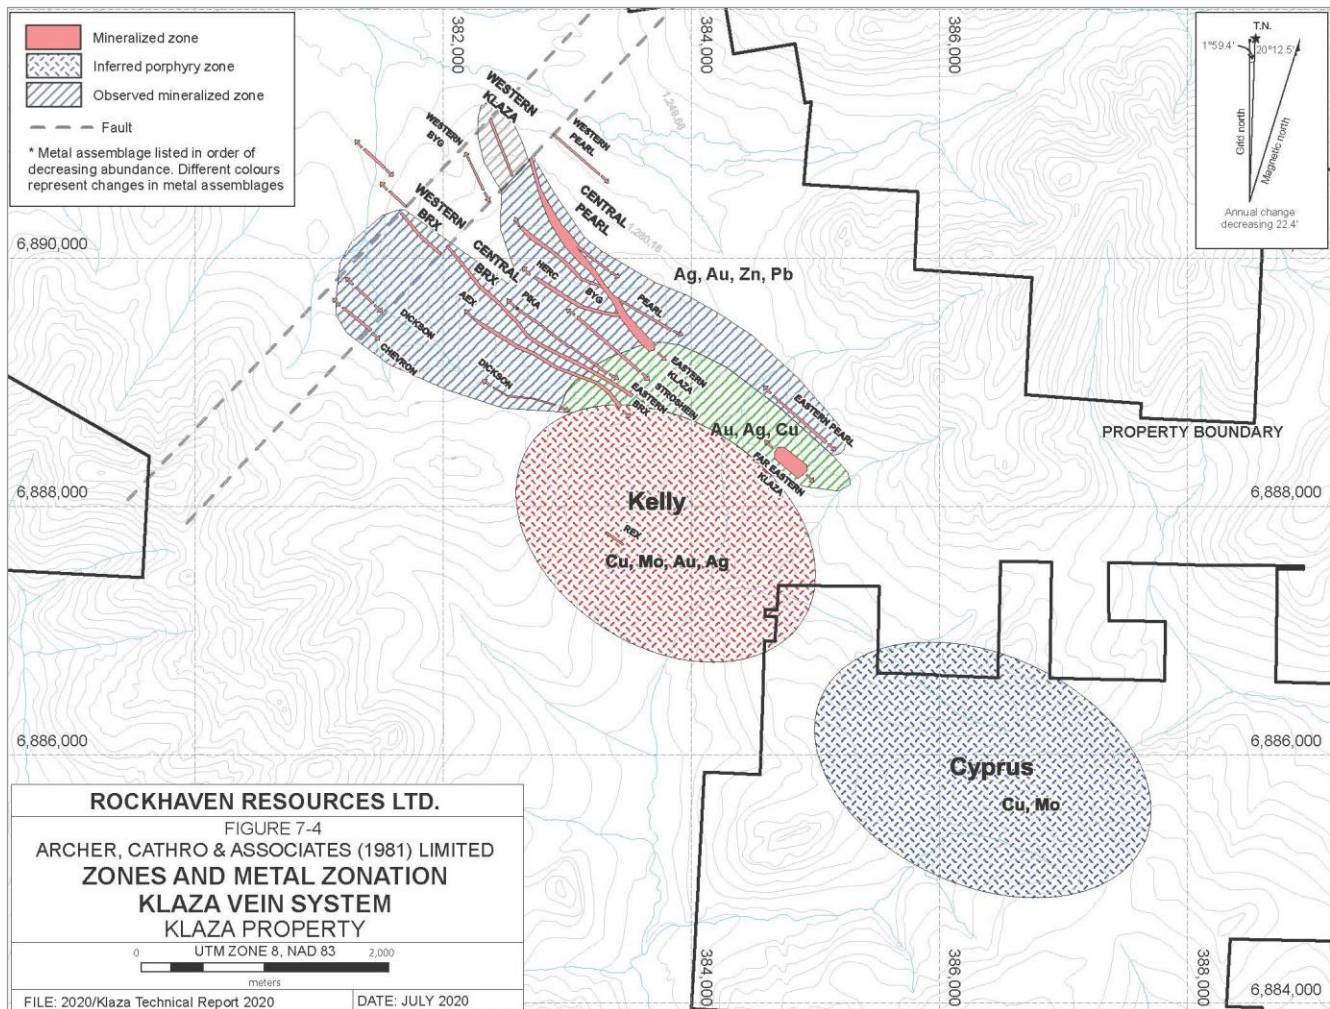 Mineralized zone
Inferred porphyry zone
Observed mineralized zone
Fault
* Metal assemblage listed in order of
decreasing abundance. Different colours
represent changes in metal assemblages
382,000
384,000
386,000
T.N.
1°59.4'
20°12.5'
Grid north
Magnetic north
Annual change
decreasing 22.4'
1,249.66
WESTERN
KLAZA
WESTERN
BYG
WESTERN
PEARL
WESTERN
BRX
CENTRAL
PEARL
1,280.16
6,890,000
CENTRAL
BRX
HERC
BYG
PIKA
AEX
PEARL
Ag, Au, Zn, Pb
DICKSON
CHEVRON
DICKSON
EASTERN
KLAZA
STROSHEIN
EASTERN
BRX
EASTERN PEARL
Au, Ag, Cu
PROPERTY BOUNDARY
FAR EASTERN
KLAZA
6,888,000
6,888,000
Kelly
REX
Cu, Mo, Au, Ag
6,886,000
6,886,000
Cyprus
Cu, Mo
ROCKHAVEN RESOURCES LTD.
FIGURE 7-4
ARCHER, CATHRO & ASSOCIATES (1981) LIMITED
ZONES AND METAL ZONATION
KLAZA VEIN SYSTEM
KLAZA PROPERTY
UTM ZONE 8, NAD 83
0
2,000
meters
FILE: 2020/Klaza Technical Report 2020
DATE: JULY 2020
384,000
386,000
388,000
6,884,000